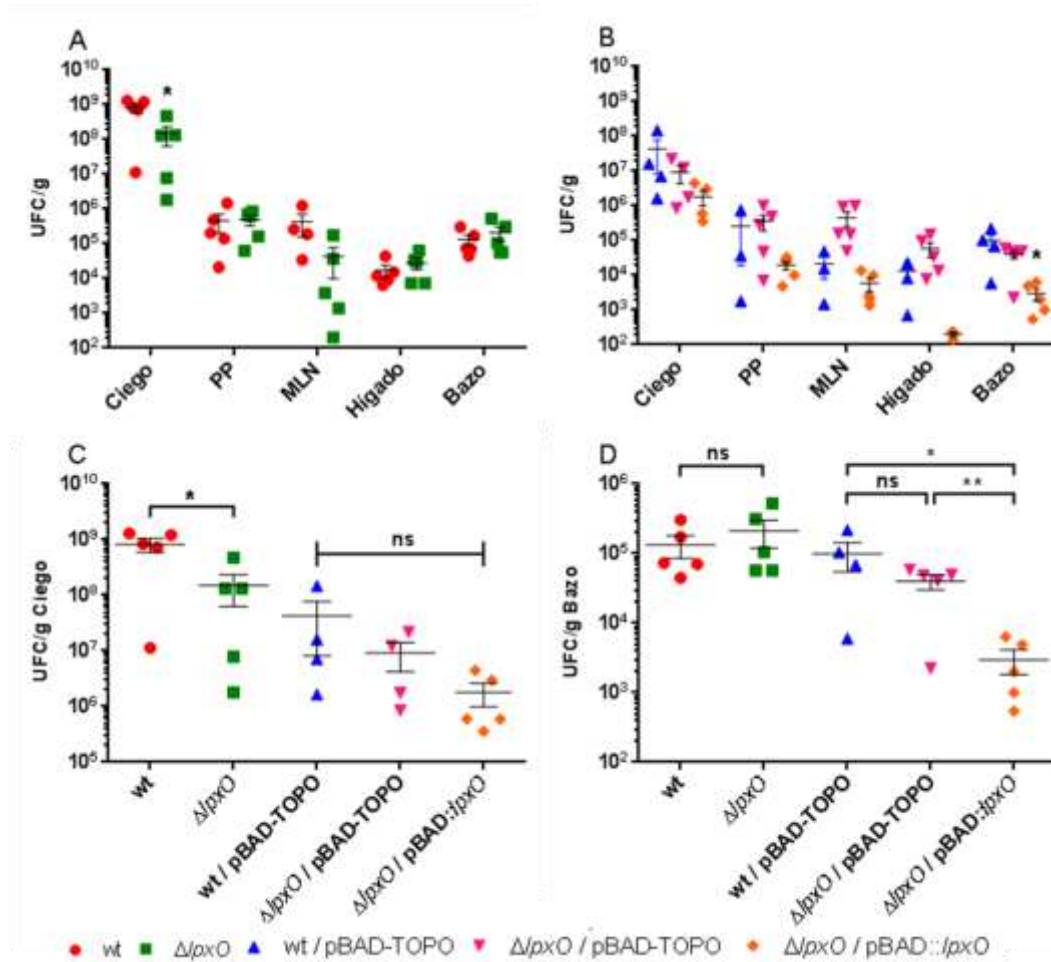 A
UFC/g
10^10
10^9
10^8
10^7
10^6
10^5
10^4
10^3
10^2
*
Ciego
PP
MLN
Hígado
Bazo
B
UFC/g
10^10
10^9
10^8
10^7
10^6
10^5
10^4
10^3
10^2
* *
Ciego
PP
MLN
Hígado
Bazo
C
UFC/g Ciego
10^10
10^9
10^8
10^7
10^6
10^5
*
ns
wt
ΔlpxO
wt / pBAD-TOPO
ΔlpxO / pBAD-TOPO
ΔlpxO / pBAD::lpxO
D
UFC/g Bazo
10^6
10^5
10^4
10^3
10^2
ns
*
ns
**
wt
ΔlpxO
wt / pBAD-TOPO
ΔlpxO / pBAD-TOPO
ΔlpxO / pBAD::lpxO
wt ΔlpxO wt / pBAD-TOPO ΔlpxO / pBAD-TOPO ΔlpxO / pBAD::lpxO